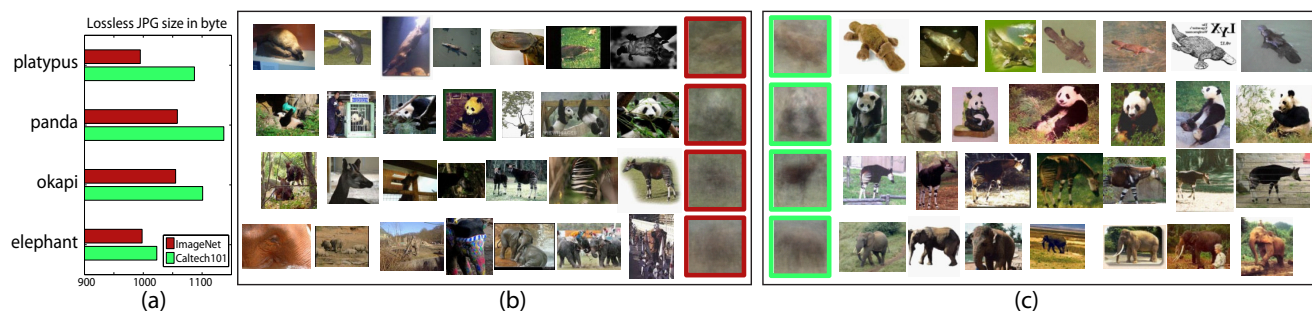 Lossless JPG size in byte
platypus
panda
okapi
elephant
ImageNet
Caltech101
900
1000
1100
(a)
(b)
(c)